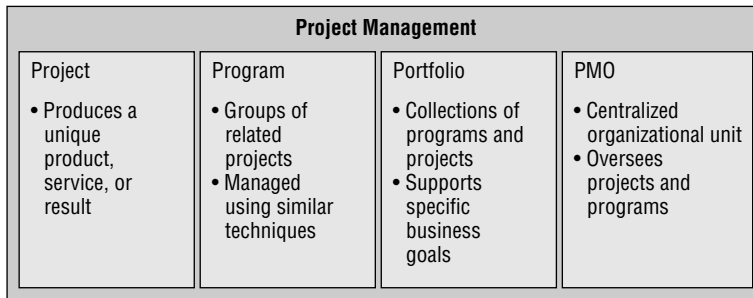 Project Management
Project
• Produces a
unique
product,
service, or
result
Program
• Groups of
related
projects
• Managed
using similar
techniques
Portfolio
• Collections of
programs and
projects
• Supports
specific
business
goals
PMO
• Centralized
organizational unit
• Oversees
projects and
programs